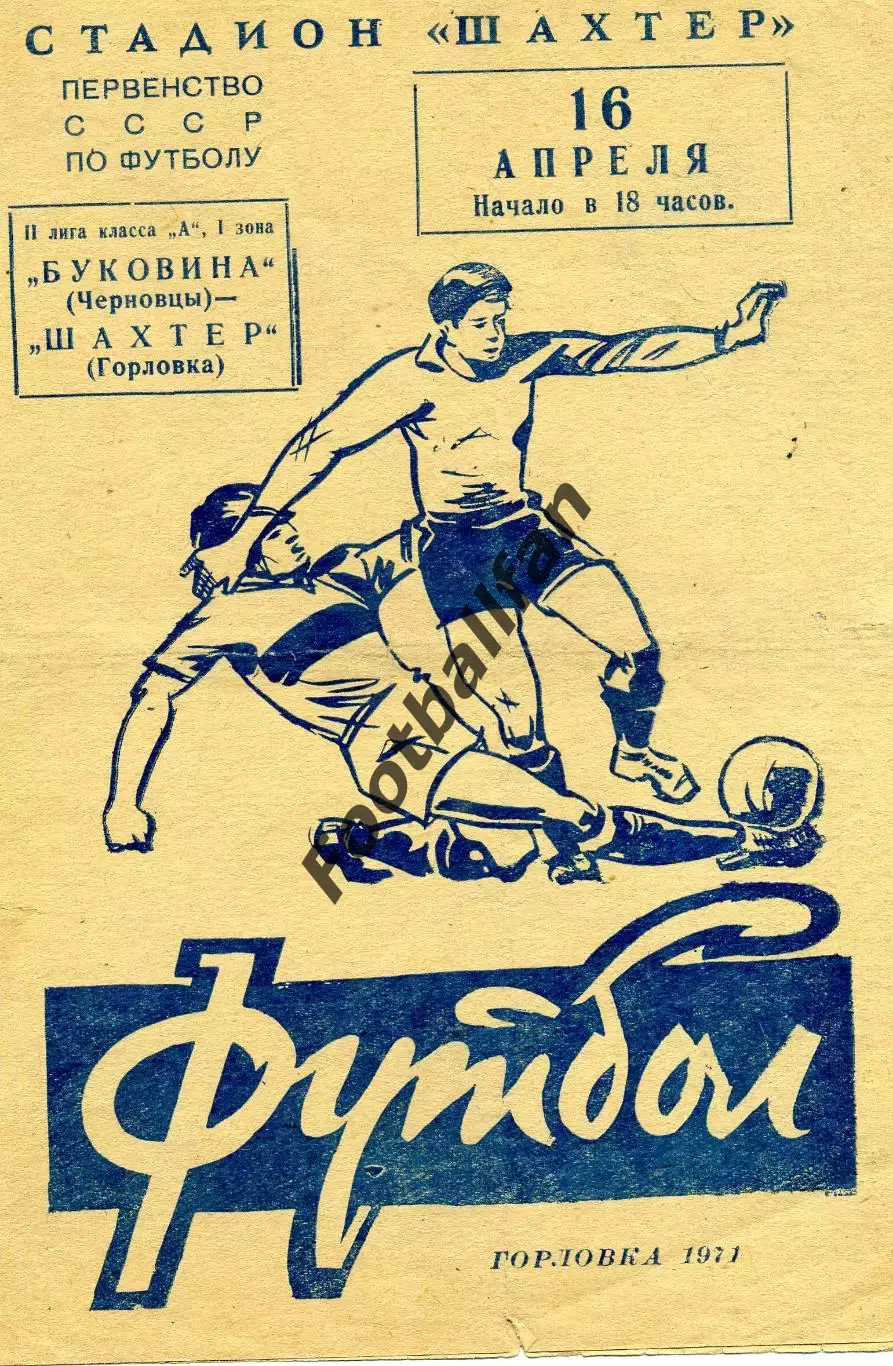 СТАДИОН «ШАХТЕР»
ПЕРВЕНСТВО
СССР
ПО ФУТБОЛУ
16
АПРЕЛЯ
Начало в 18 часов.
II лига класса „А“, I зона
„БУКОВИНА“
(Черновцы)—
„ШАХТЕР“
(Горловка)
Footballfan
Футбол
ГОРЛОВКА 1971